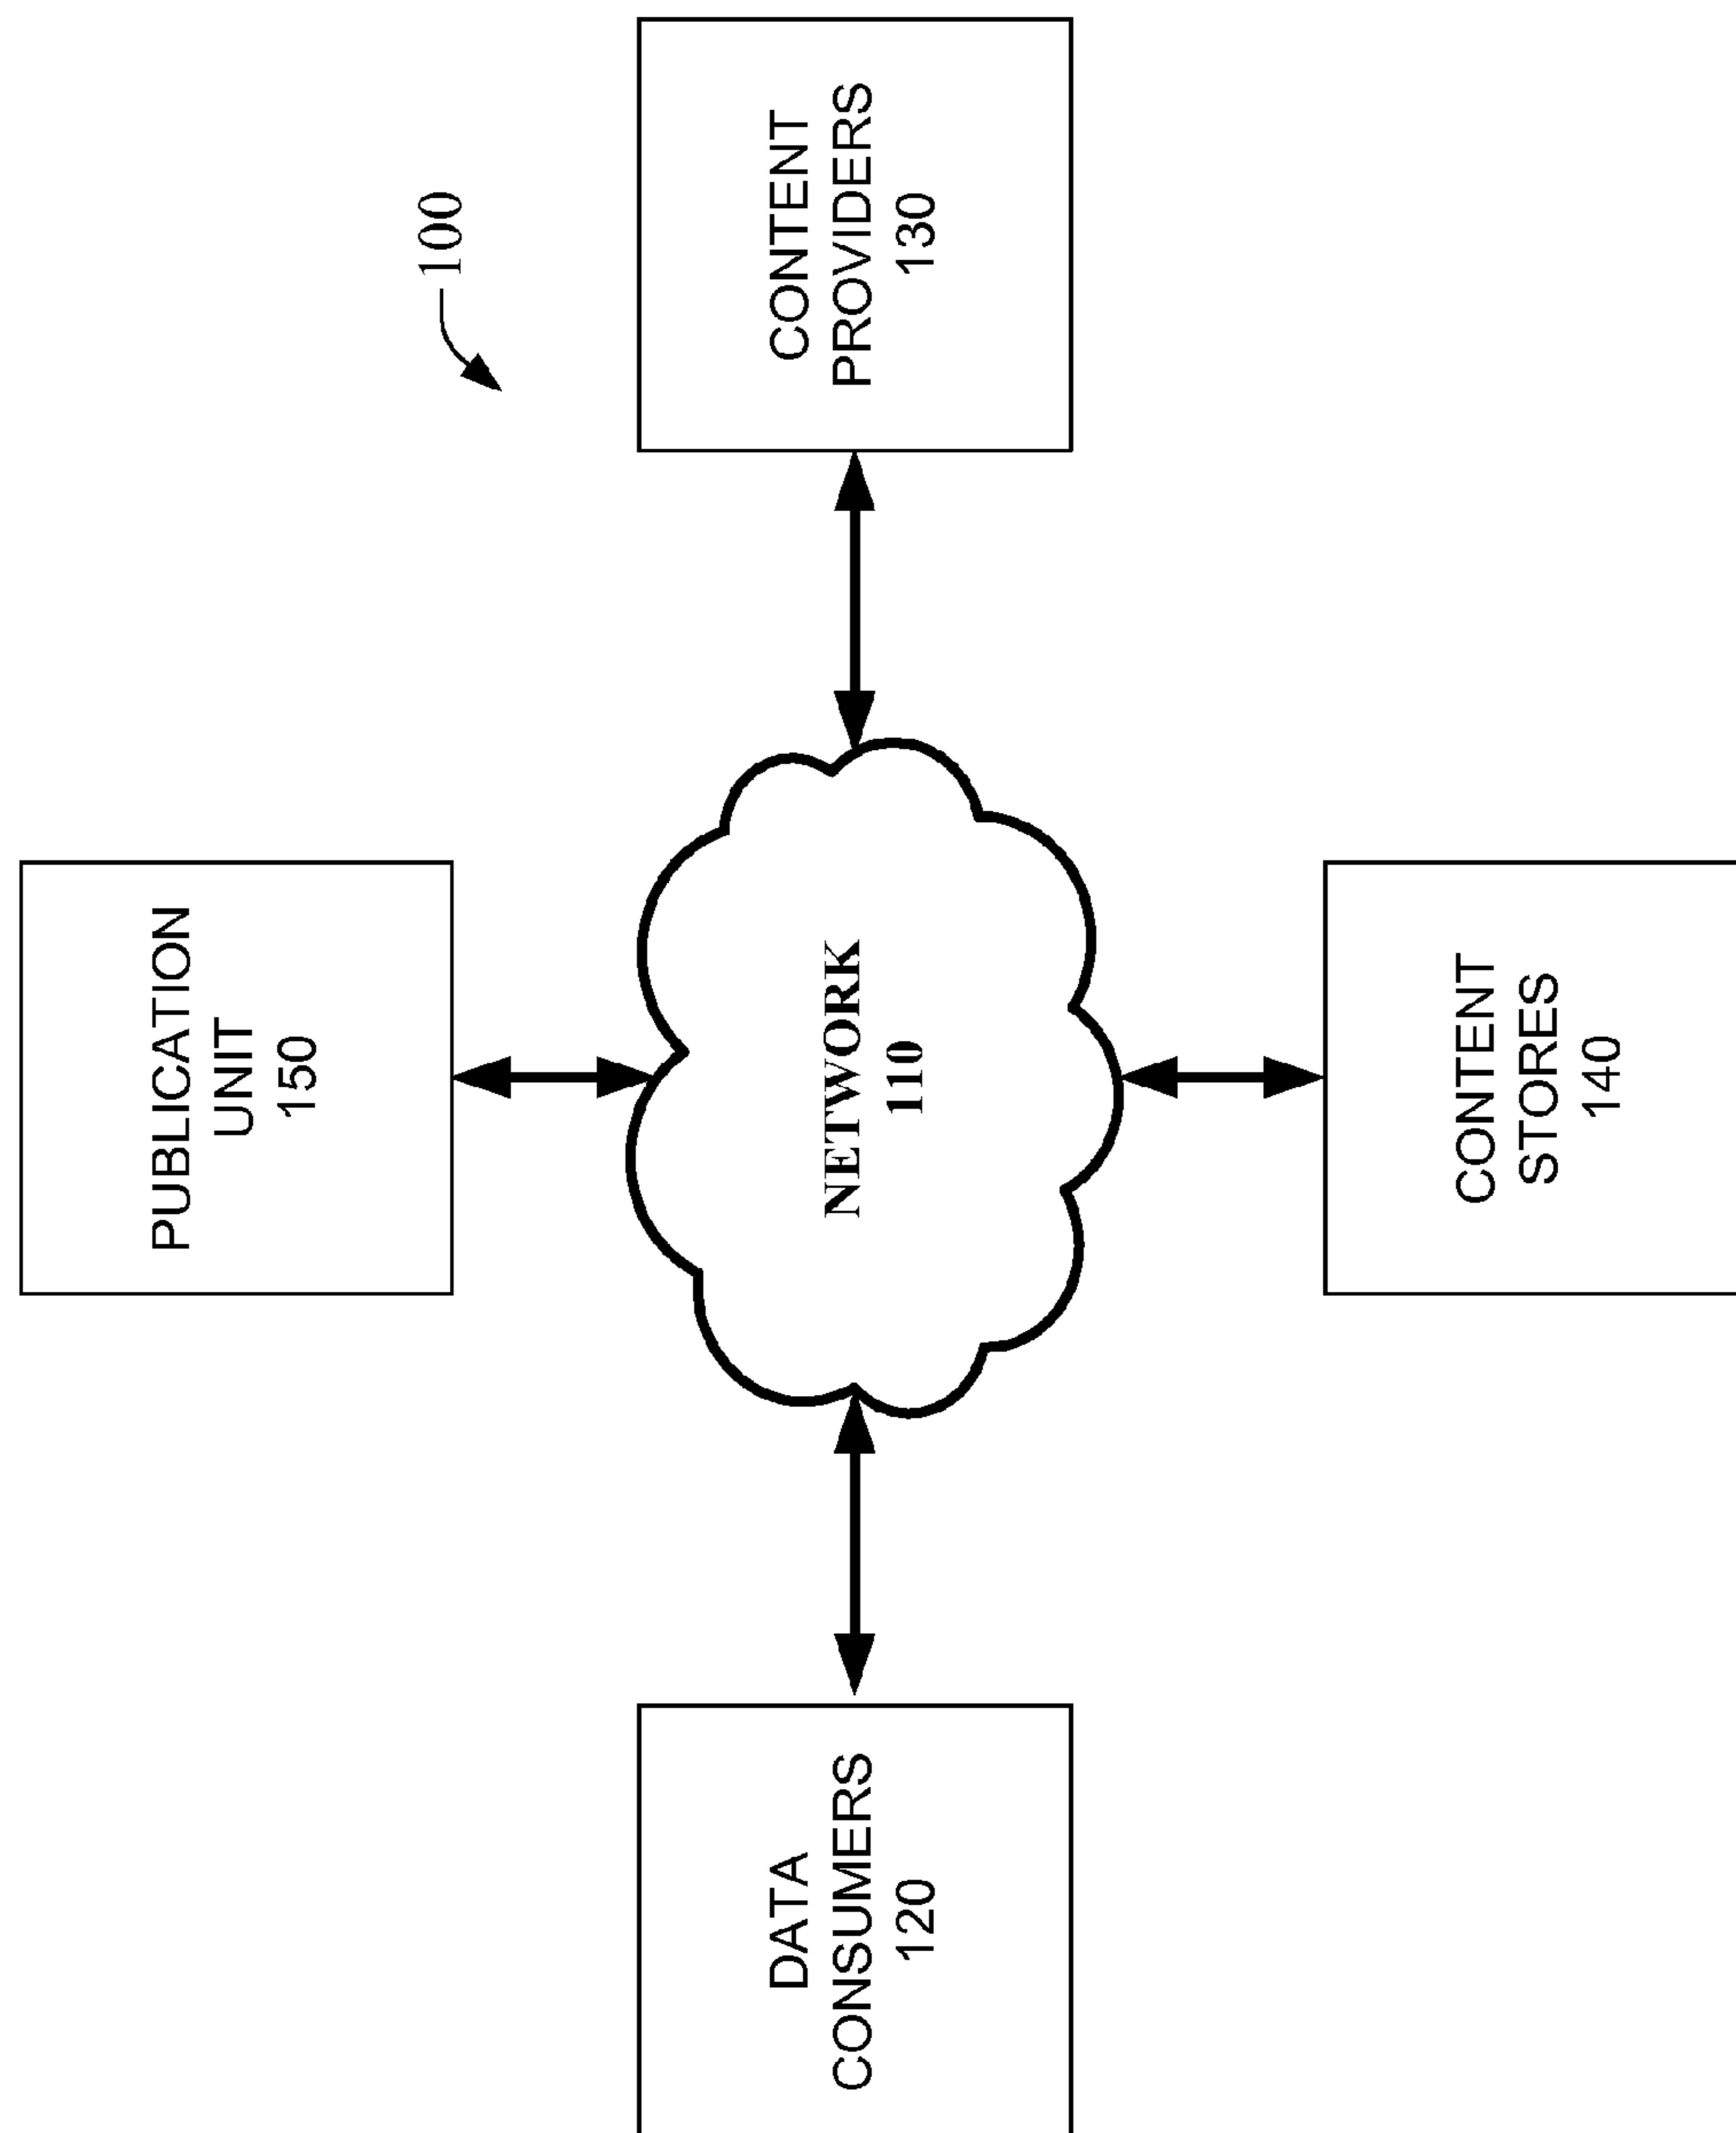 100
PUBLICATION
UNIT
150
DATA
CONSUMERS
120
NETWORK
110
CONTENT
PROVIDERS
130
CONTENT
STORES
140